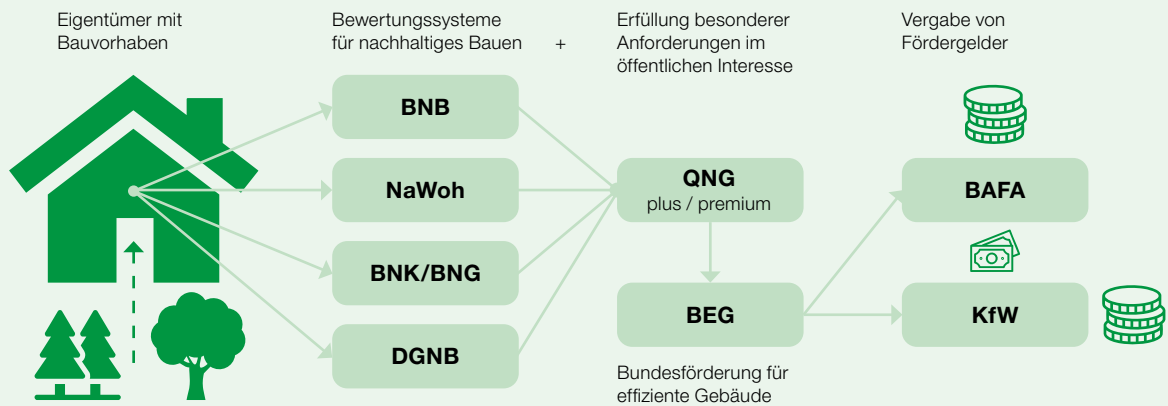 Eigentümer mit
Bauvorhaben
Bewertungssysteme
für nachhaltiges Bauen +
Erfüllung besonderer
Anforderungen im
öffentlichen Interesse
Vergabe von
Fördergelder
BNB
NaWoh
BNK/BNG
DGNB
QNG
plus / premium
BEG
Bundesförderung für
effiziente Gebäude
BAFA
KfW